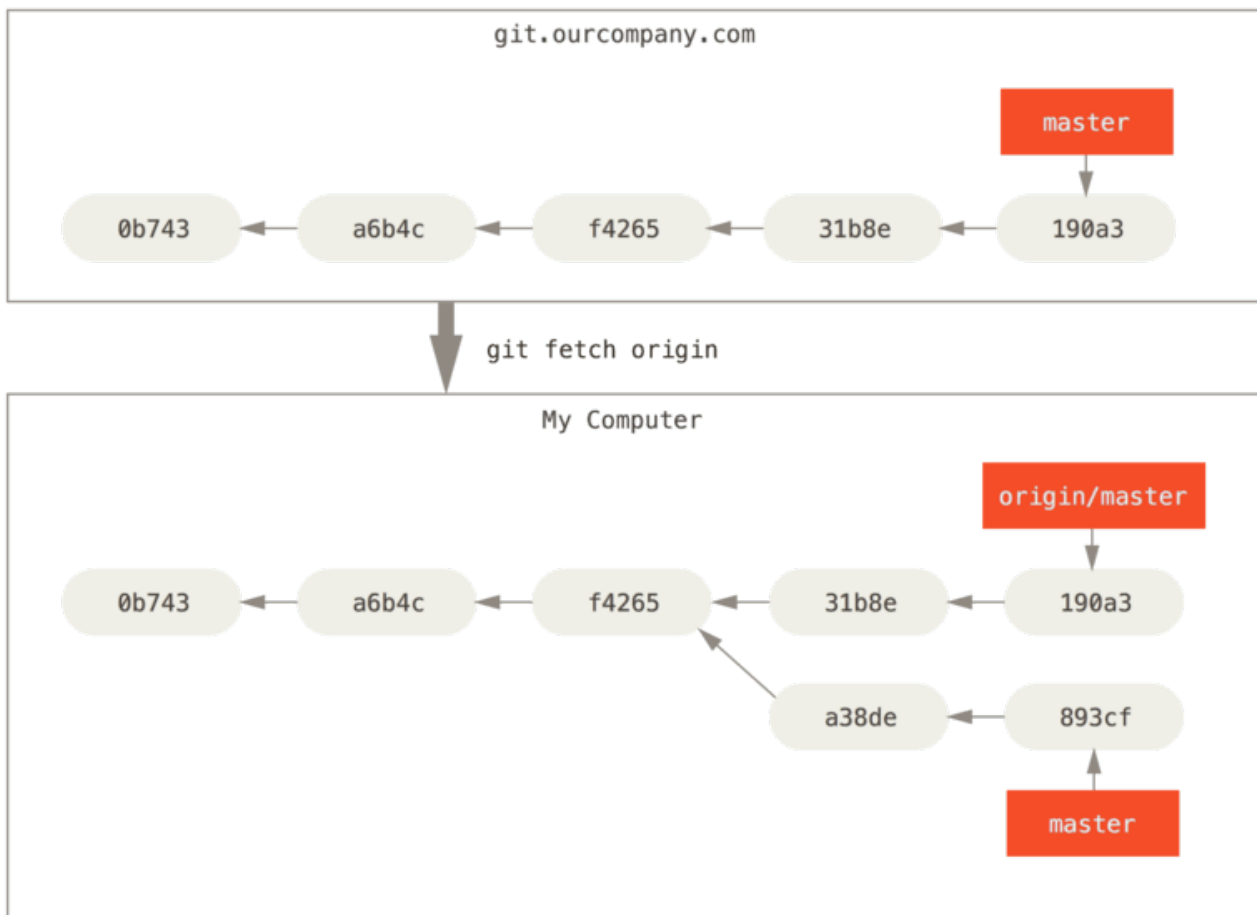 git.ourcompany.com
master
0b743 a6b4c f4265 31b8e 190a3
git fetch origin
My Computer
origin/master
0b743 a6b4c f4265 31b8e 190a3
a38de 893cf
master